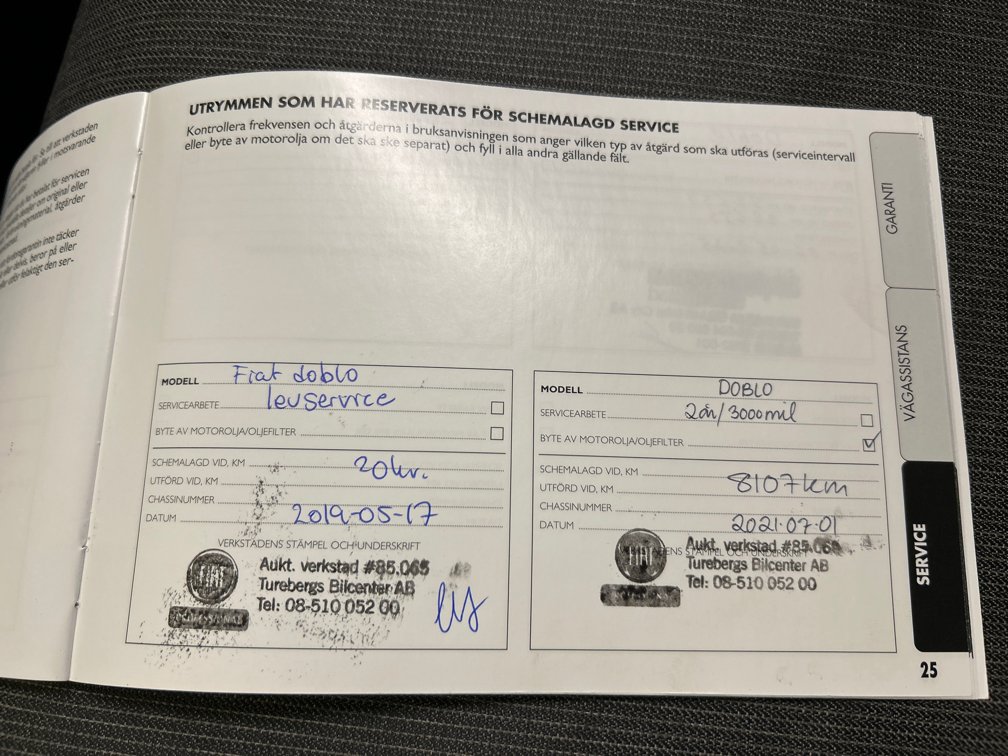 UTRYMMEN SOM HAR RESERVERATS FÖR SCHEMALAGD SERVICE
Kontrollera frekvensen och åtgärderna i bruksanvisningen som anger vilken typ av åtgärd som ska utföras (serviceintervall
eller byte av motorolja om det ska ske separat) och fyll i alla andra gällande fält.
GARANTI
VÄGASSISTANS
SERVICE
MODELL Fiat doblo
SERVICEARBETE levservice
BYTE AV MOTOROLJA/OLJEFILTER
SCHEMALAGD VID, KM
UTFÖRD VID, KM 20km.
CHASSINUMMER
DATUM 2019-05-17
VERKSTADENS STÄMPEL OCH UNDERSKRIFT
Aukt. verkstad #85.065
Turebergs Bilcenter AB
Tel: 08-510 052 00
MODELL DOBLO
SERVICEARBETE 2år/3000mil
BYTE AV MOTOROLJA/OLJEFILTER
SCHEMALAGD VID, KM
UTFÖRD VID, KM 8107km
CHASSINUMMER
DATUM 2021-07-01
STÄMPEL OCH UNDERSKRIFT
Aukt. verkstad #85.065
Turebergs Bilcenter AB
Tel: 08-510 052 00
25